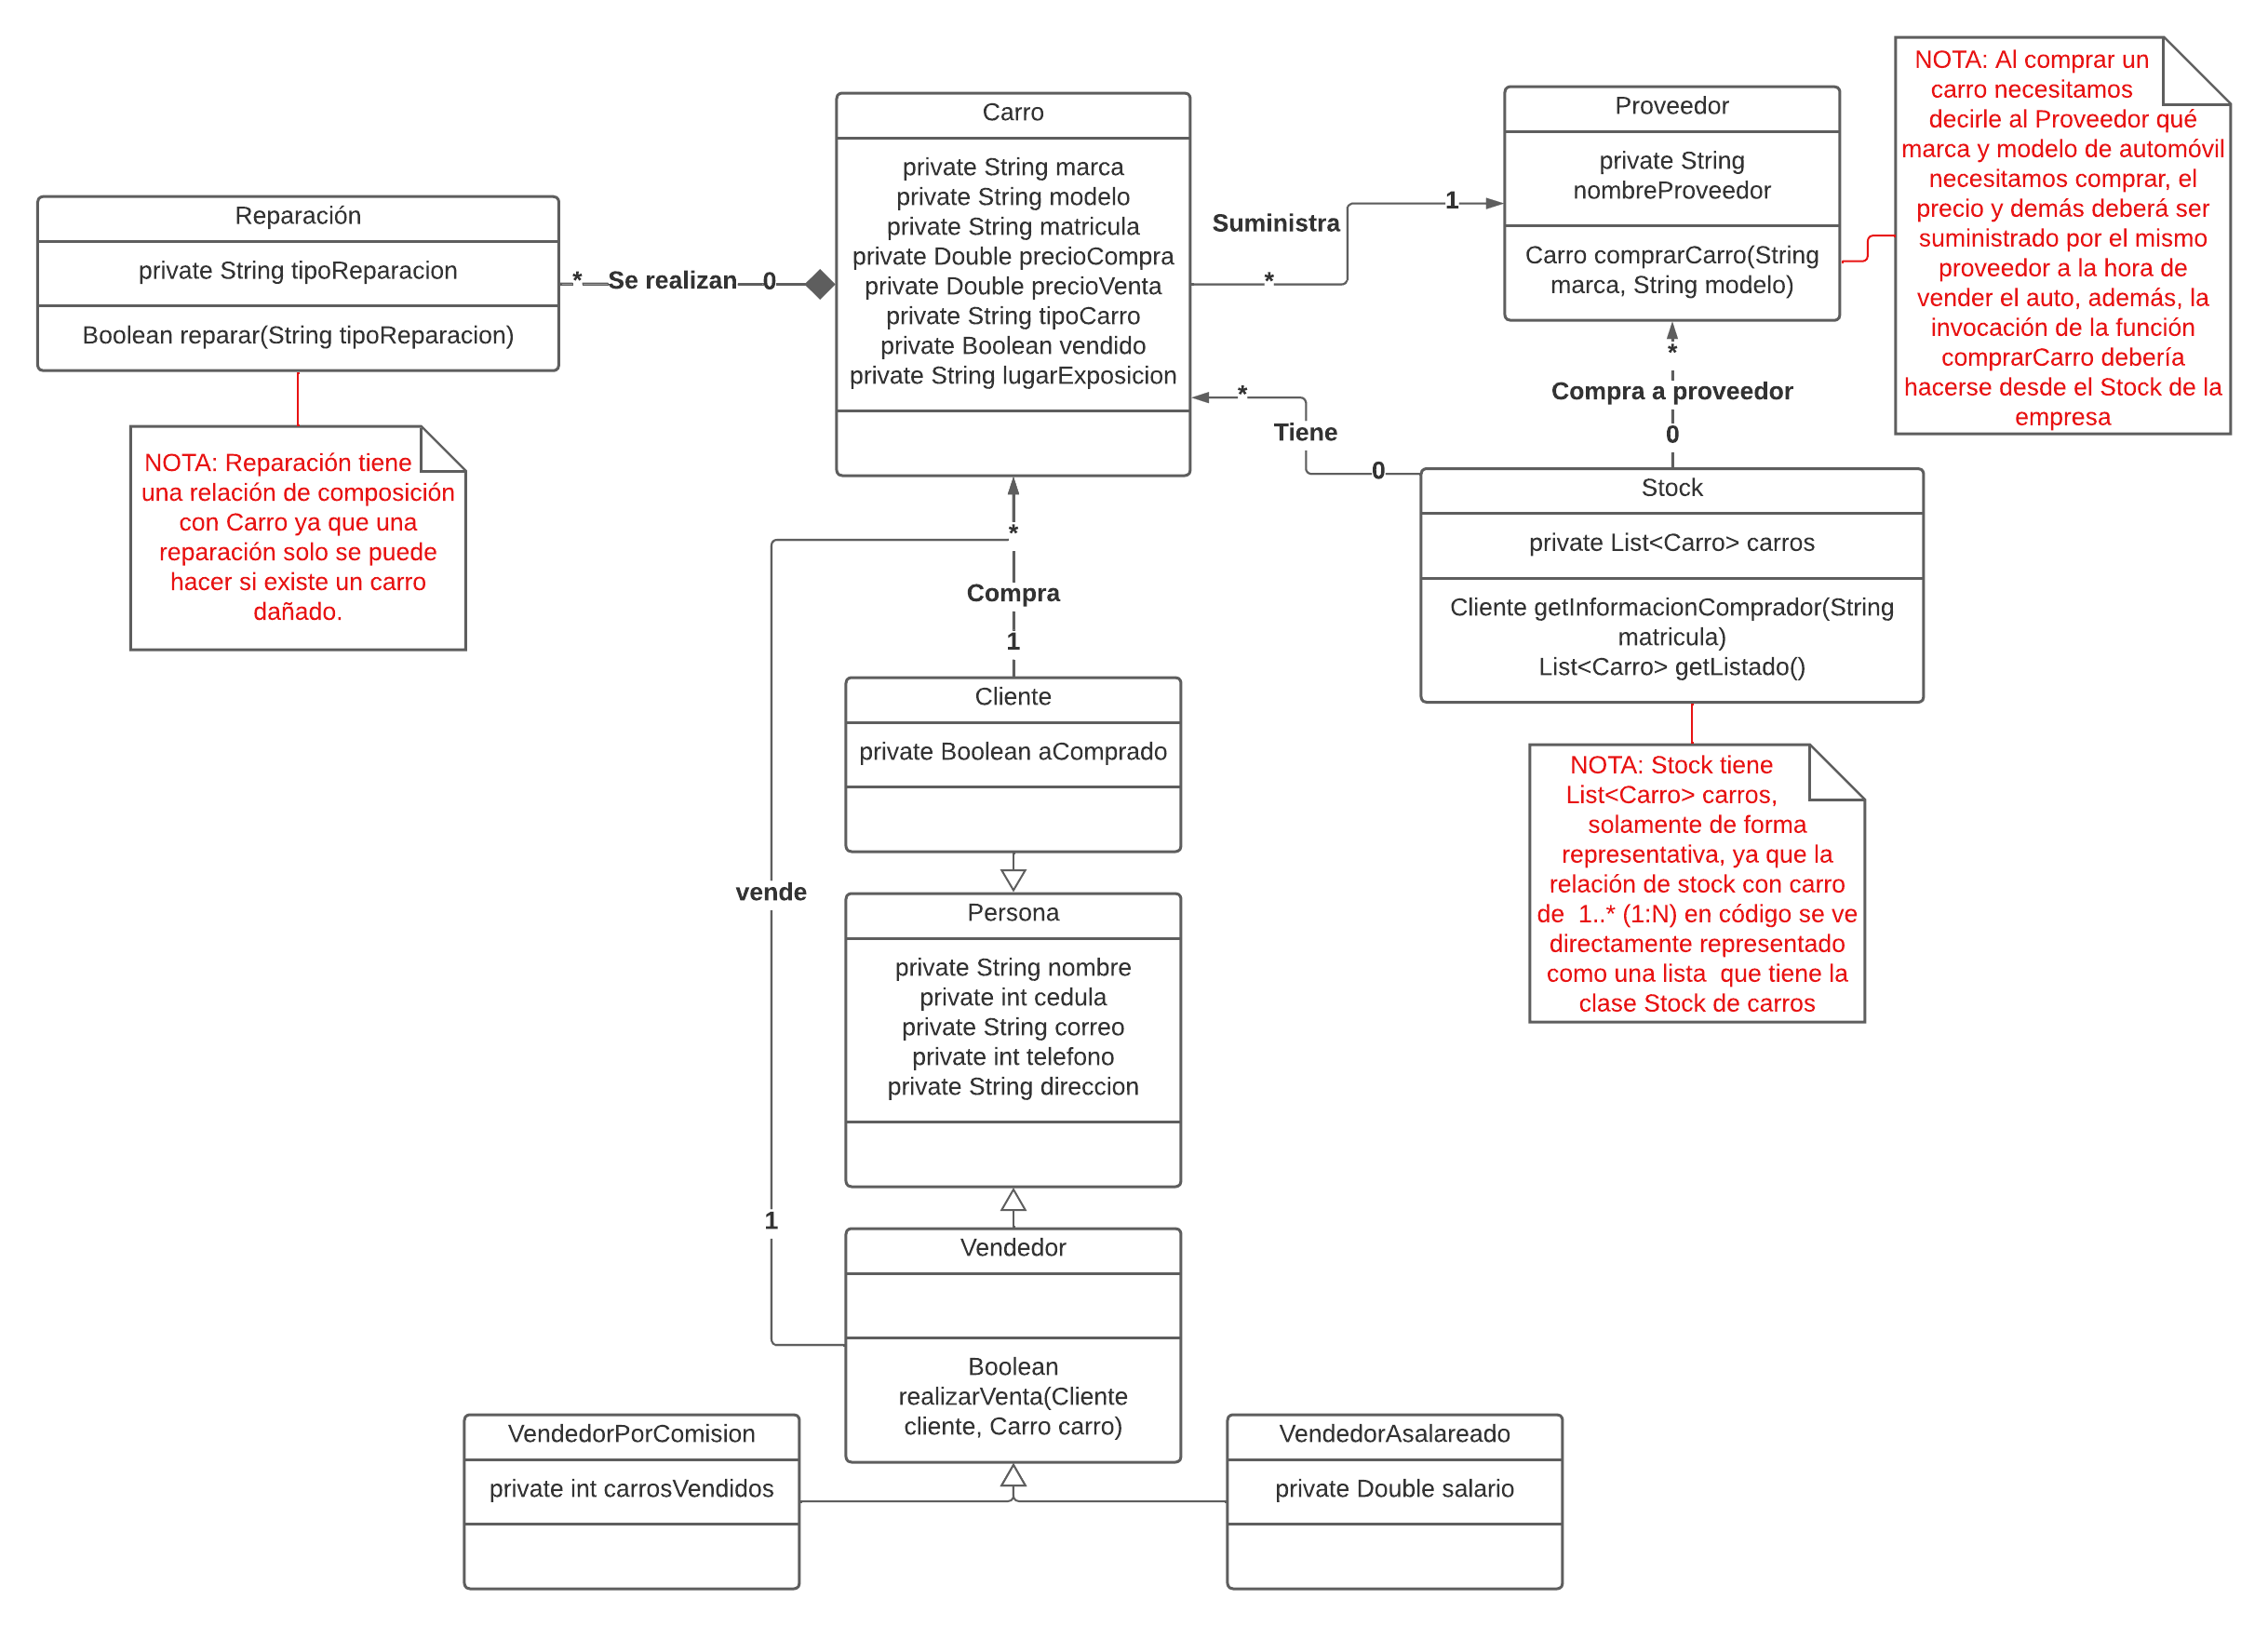 Reparación
private String tipoReparacion
Boolean reparar(String tipoReparacion)
NOTA: Reparación tiene
una relación de composición
con Carro ya que una
reparación solo se puede
hacer si existe un carro
dañado.
*
Se realizan
0
Carro
private String marca
private String modelo
private String matricula
private Double precioCompra
private Double precioVenta
private String tipoCarro
private Boolean vendido
private String lugarExposicion
Suministra
*
1
Proveedor
private String
nombreProveedor
Carro comprarCarro(String
marca, String modelo)
NOTA: Al comprar un
carro necesitamos
decirle al Proveedor qué
marca y modelo de automóvil
necesitamos comprar, el
precio y demás deberá ser
suministrado por el mismo
proveedor a la hora de
vender el auto, además, la
invocación de la función
comprarCarro debería
hacerse desde el Stock de la
empresa
*
Compra a proveedor
0
*
Tiene
0
Stock
private List<Carro> carros
Cliente getInformacionComprador(String
matricula)
List<Carro> getListado()
NOTA: Stock tiene
List<Carro> carros,
solamente de forma
representativa, ya que la
relación de stock con carro
de  1..* (1:N) en código se ve
directamente representado
como una lista  que tiene la
clase Stock de carros
*
Compra
1
Cliente
private Boolean aComprado
vende
1
Persona
private String nombre
private int cedula
private String correo
private int telefono
private String direccion
Vendedor
Boolean
realizarVenta(Cliente
cliente, Carro carro)
VendedorPorComision
private int carrosVendidos
VendedorAsalareado
private Double salario